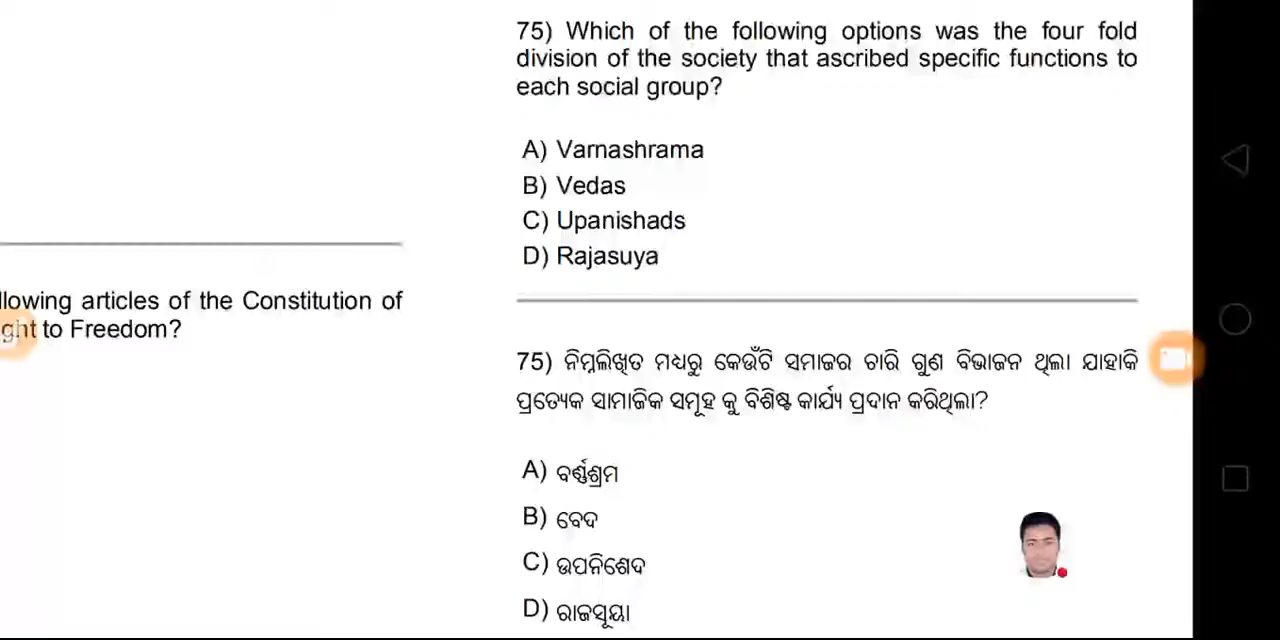 llowing articles of the Constitution of
ght to Freedom?
75) Which of the following options was the four fold
division of the society that ascribed specific functions to
each social group?
A) Varnashrama
B) Vedas
C) Upanishads
D) Rajasuya
75) ନିମ୍ନଲିଖିତ ମଧ୍ୟରୁ କେଉଁଟି ସମାଜର ଚାରି ଗୁଣ ବିଭାଜନ ଥିଲା ଯାହାକି
ପ୍ରତ୍ୟେକ ସାମାଜିକ ସମୂହ କୁ ବିଶିଷ୍ଟ କାର୍ଯ୍ୟ ପ୍ରଦାନ କରିଥିଲା?
A) ବର୍ଣ୍ଣଶ୍ରମ
B) ବେଦ
C) ଉପନିଶେଦ
D) ରାଜସୂୟା